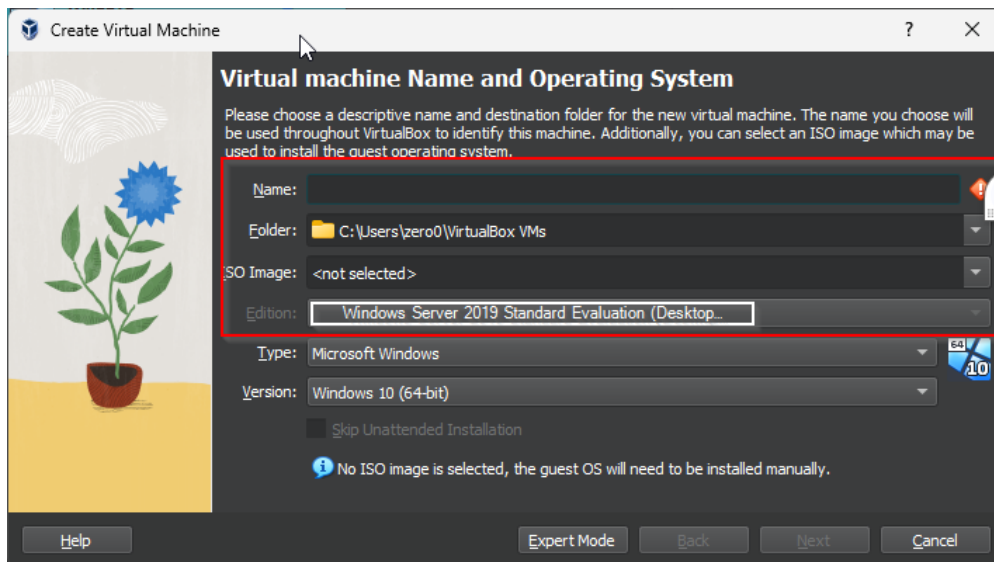 Create Virtual Machine
?
Virtual machine Name and Operating System
Please choose a descriptive name and destination folder for the new virtual machine. The name you choose will
be used throughout VirtualBox to identify this machine. Additionally, you can select an ISO image which may be
used to install the guest operating system.
Name:
Folder: C:\Users\zero0\VirtualBox VMs
ISO Image: <not selected>
Edition: Windows Server 2019 Standard Evaluation (Desktop...
Type: Microsoft Windows
64
10
Version: Windows 10 (64-bit)
Skip Unattended Installation
No ISO image is selected, the guest OS will need to be installed manually.
Help Expert Mode Back Next Cancel